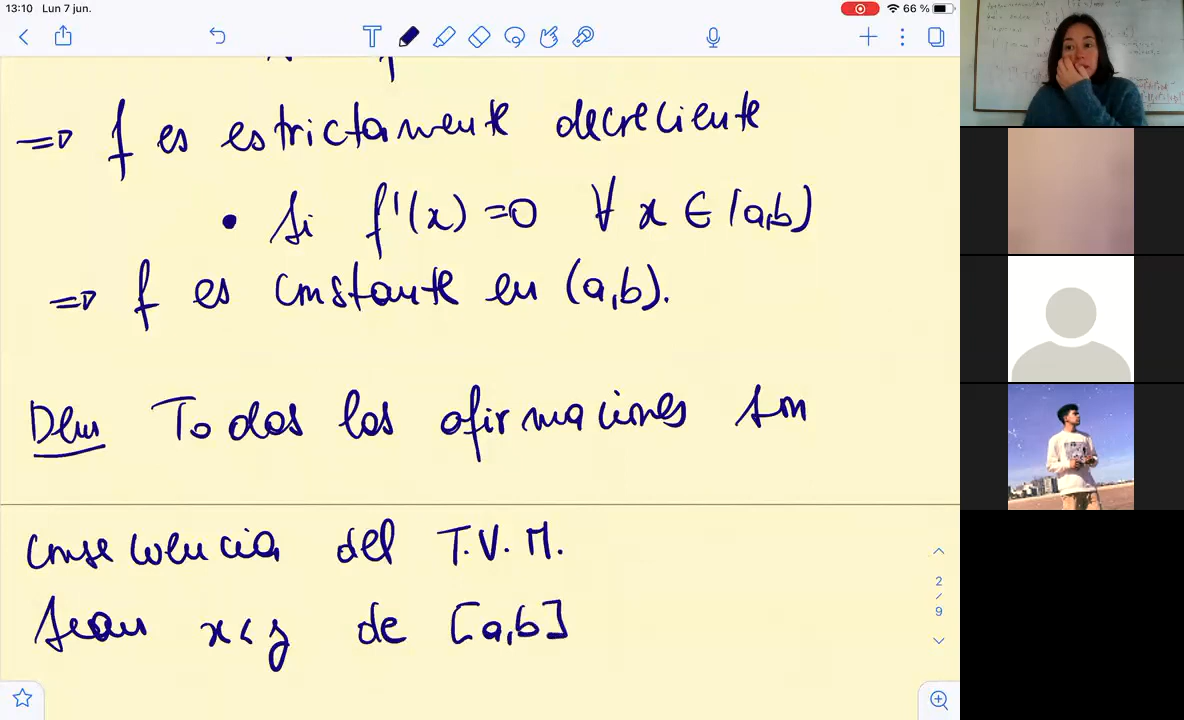 13:10 Lun 7 jun.
66 %
T
⇒ f es estrictamente decreciente
• Si f'(x) = 0 ∀ x ∈ (a,b)
⇒ f es constante en (a,b).
Dem Todas las afirmaciones son
consecuencia del T.V.M.
Sean x < y de [a,b]
2
/
9